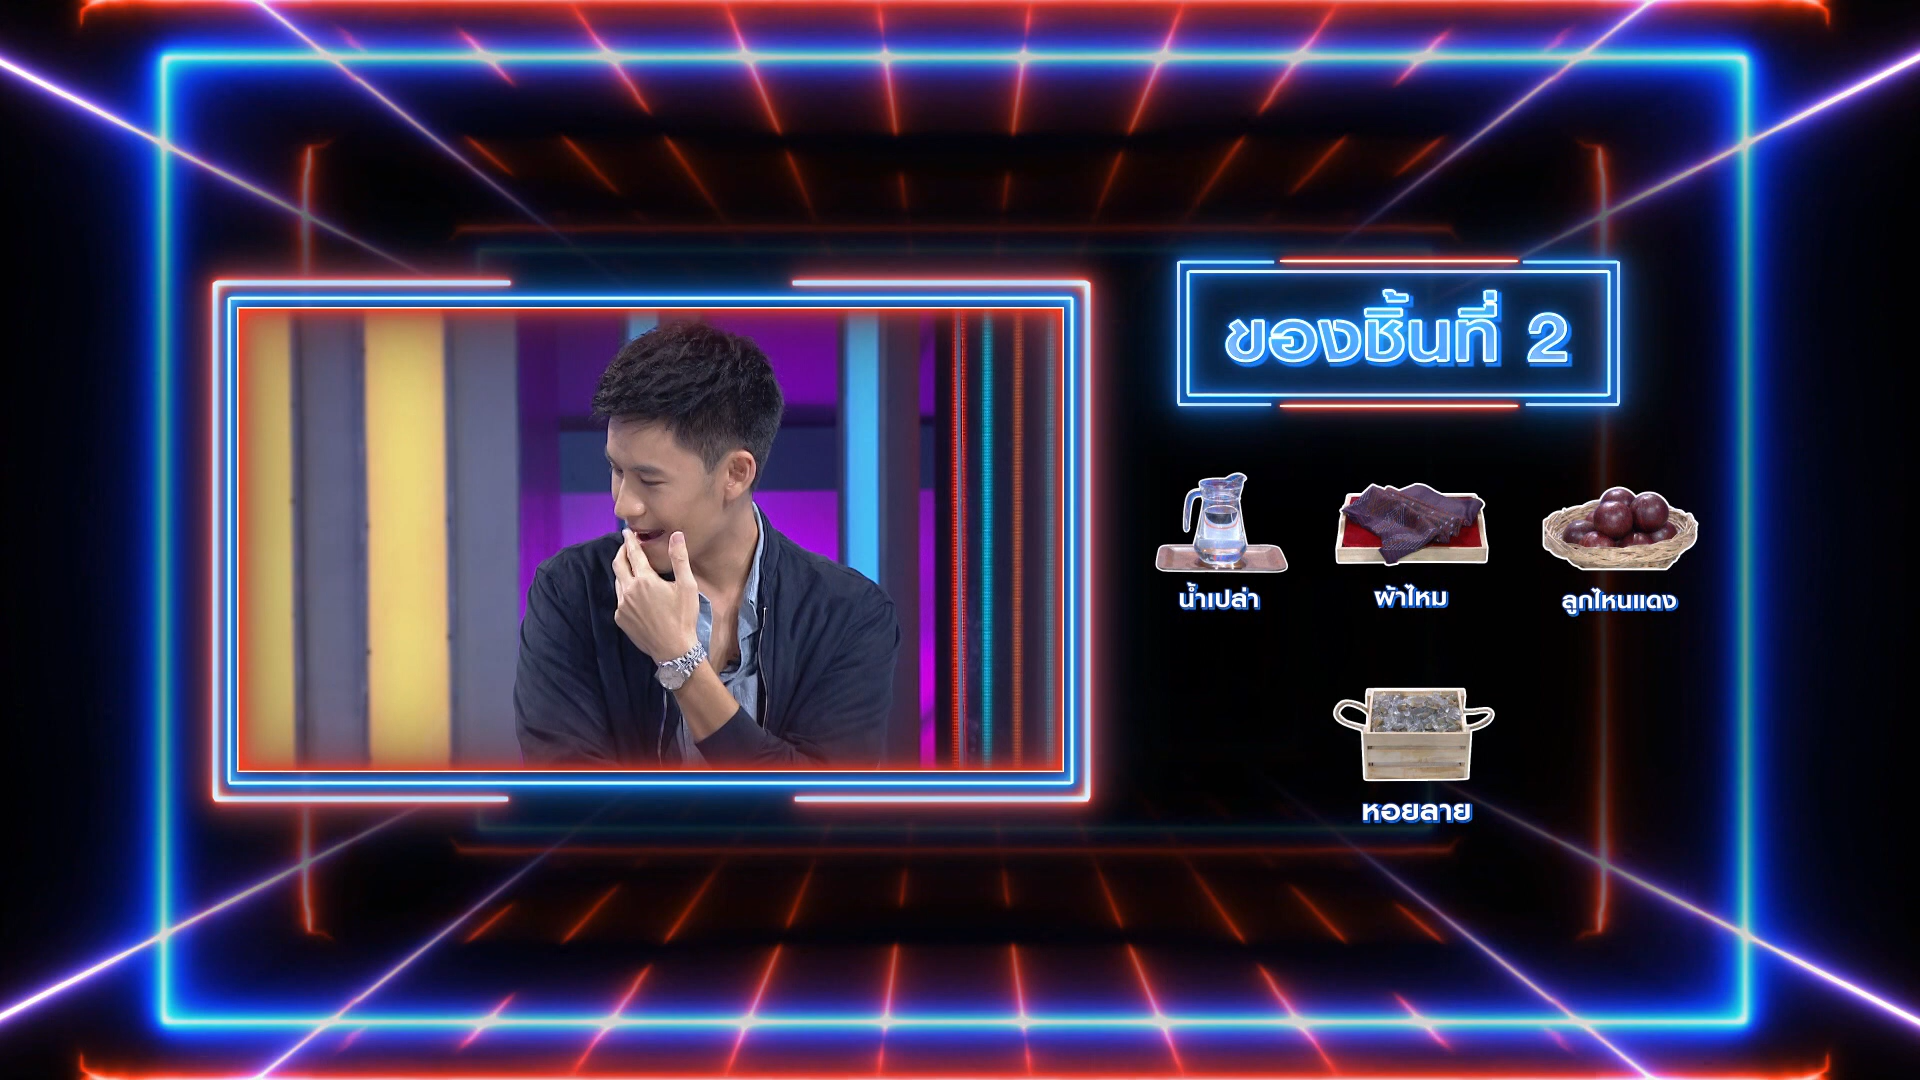 ของชิ้นที่ 2
น้ำเปล่า
ผ้าไหม
ลูกไหนแดง
หอยลาย